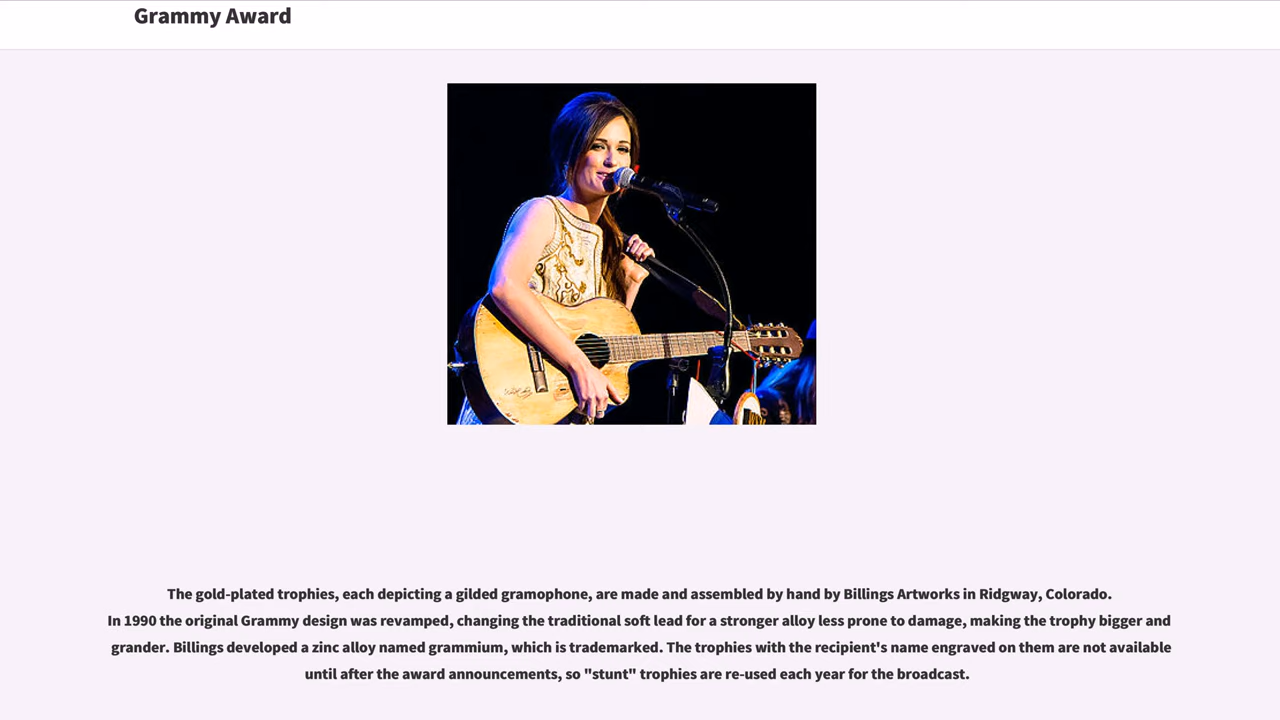 Grammy Award
The gold-plated trophies, each depicting a gilded gramophone, are made and assembled by hand by Billings Artworks in Ridgway, Colorado.
In 1990 the original Grammy design was revamped, changing the traditional soft lead for a stronger alloy less prone to damage, making the trophy bigger and
grander. Billings developed a zinc alloy named grammium, which is trademarked. The trophies with the recipient's name engraved on them are not available
until after the award announcements, so "stunt" trophies are re-used each year for the broadcast.